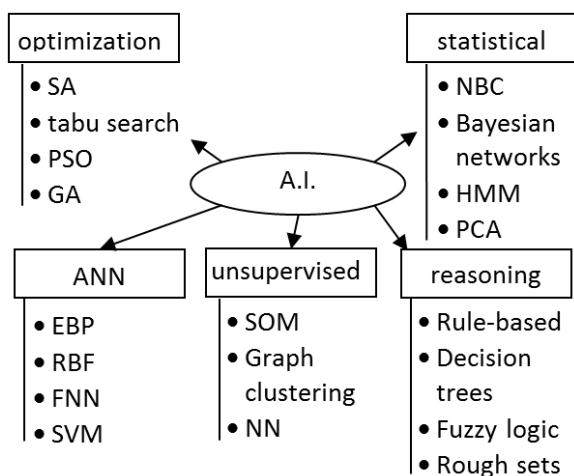 optimization
• SA
• tabu search
• PSO
• GA
statistical
• NBC
• Bayesian
networks
• HMM
• PCA
A.I.
ANN
• EBP
• RBF
• FNN
• SVM
unsupervised
• SOM
• Graph
clustering
• NN
reasoning
• Rule-based
• Decision
trees
• Fuzzy logic
• Rough sets